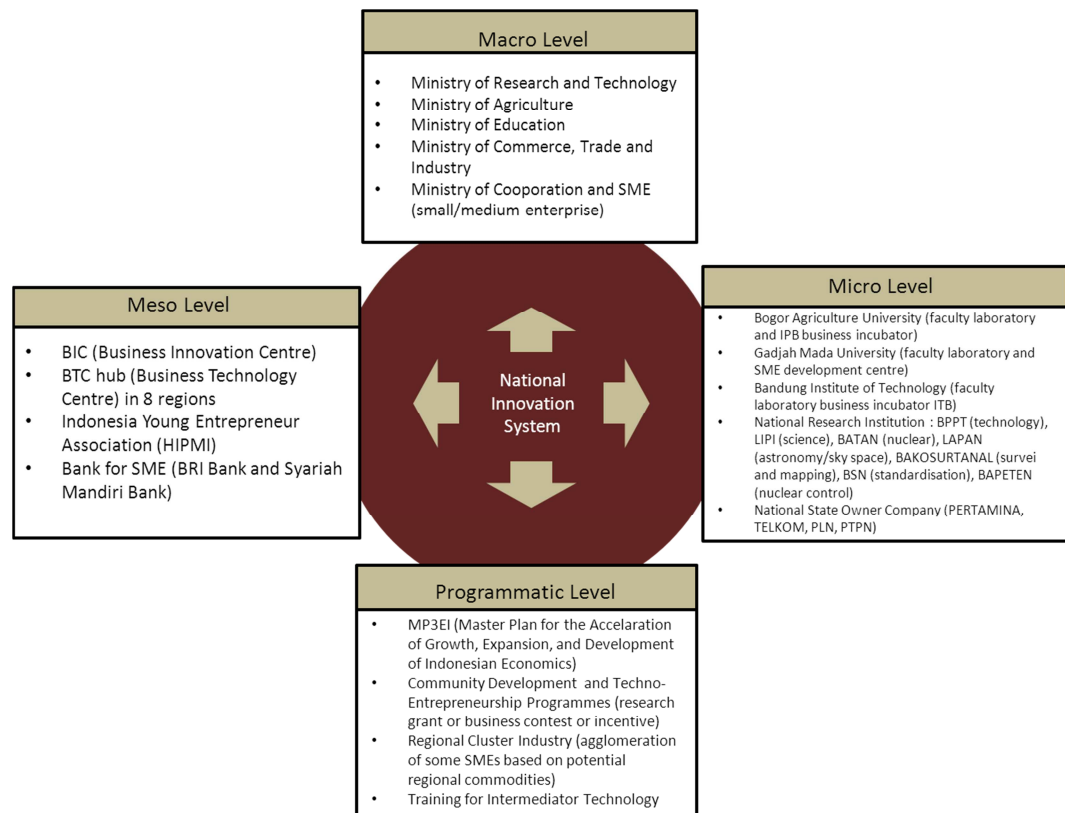 Macro Level
• Ministry of Research and Technology
• Ministry of Agriculture
• Ministry of Education
• Ministry of Commerce, Trade and
Industry
• Ministry of Cooporation and SME
(small/medium enterprise)
Meso Level
• BIC (Business Innovation Centre)
• BTC hub (Business Technology
Centre) in 8 regions
• Indonesia Young Entrepreneur
Association (HIPMI)
• Bank for SME (BRI Bank and Syariah
Mandiri Bank)
National
Innovation
System
Micro Level
• Bogor Agriculture University (faculty laboratory
and IPB business incubator)
• Gadjah Mada University (faculty laboratory and
SME development centre)
• Bandung Institute of Technology (faculty
laboratory business incubator ITB)
• National Research Institution : BPPT (technology),
LIPI (science), BATAN (nuclear), LAPAN
(astronomy/sky space), BAKOSURTANAL (survei
and mapping), BSN (standardisation), BAPETEN
(nuclear control)
• National State Owner Company (PERTAMINA,
TELKOM, PLN, PTPN)
Programmatic Level
• MP3EI (Master Plan for the Accelaration
of Growth, Expansion, and Development
of Indonesian Economics)
• Community Development and Techno-
Entrepreneurship Programmes (research
grant or business contest or incentive)
• Regional Cluster Industry (agglomeration
of some SMEs based on potential
regional commodities)
• Training for Intermediator Technology